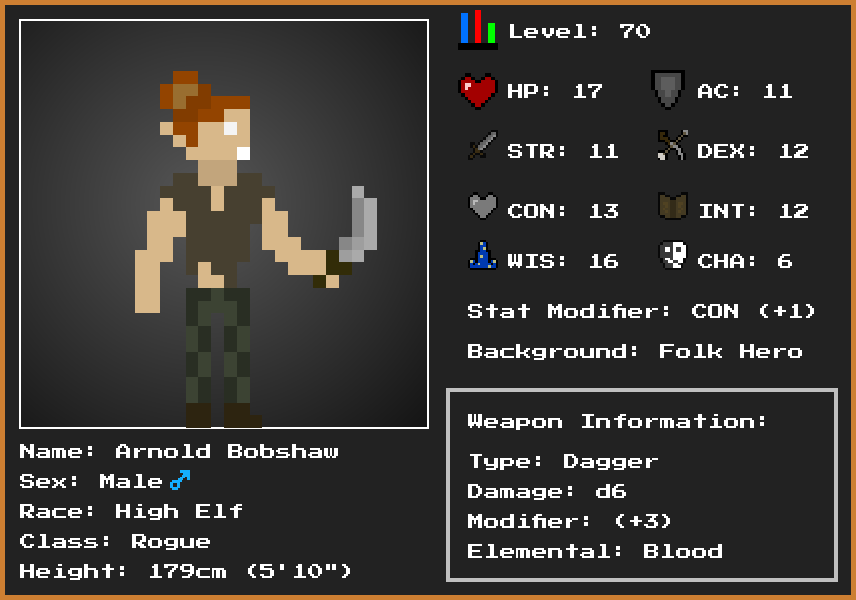 Level: 70
HP: 17 AC: 11
STR: 11 DEX: 12
CON: 13 INT: 12
WIS: 16 CHA: 6
Stat Modifier: CON (+1)
Background: Folk Hero
Weapon Information:
Type: Dagger
Damage: d6
Modifier: (+3)
Elemental: Blood
Name: Arnold Bobshaw
Sex: Male ♂
Race: High Elf
Class: Rogue
Height: 179cm (5'10")